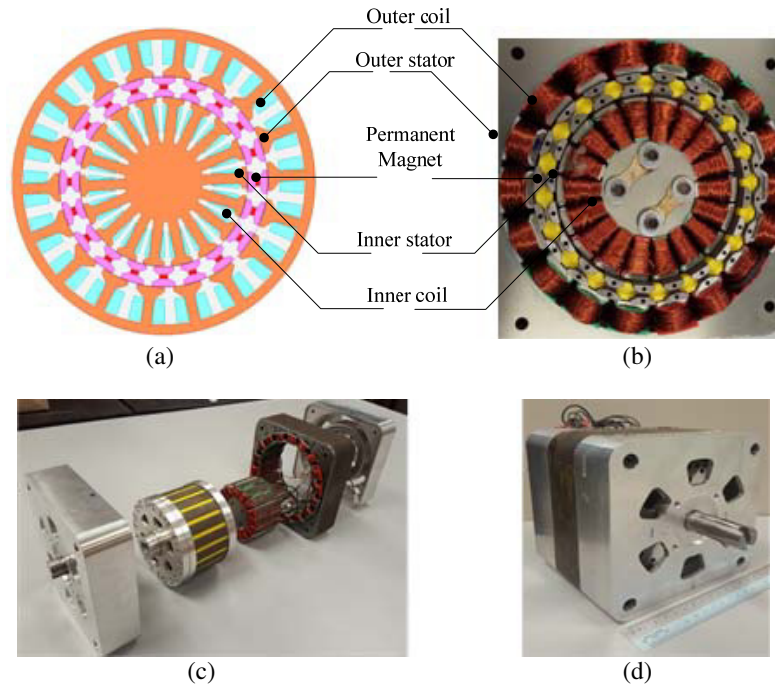 Outer coil
Outer stator
Permanent
Magnet
Inner stator
Inner coil
(a)
(b)
(c)
(d)